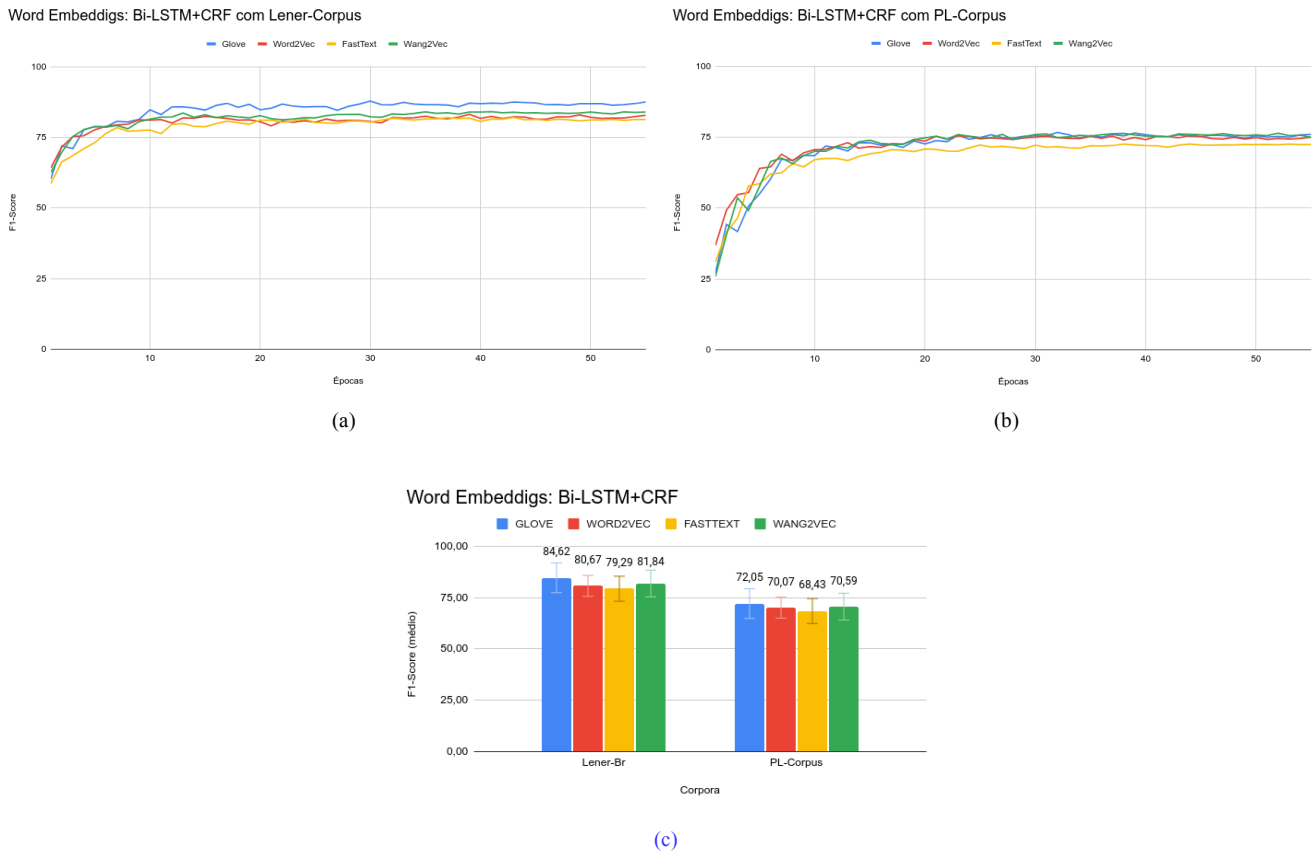 Word Embeddigs: Bi-LSTM+CRF com Lener-Corpus
Glove Word2Vec FastText Wang2Vec
100
75
50
25
0
F1-Score
10 20 30 40 50
Épocas
(a)
Word Embeddigs: Bi-LSTM+CRF com PL-Corpus
Glove Word2Vec FastText Wang2Vec
100
75
50
25
0
F1-Score
10 20 30 40 50
Épocas
(b)
Word Embeddigs: Bi-LSTM+CRF
GLOVE WORD2VEC FASTTEXT WANG2VEC
100,00
75,00
50,00
25,00
0,00
F1-Score (médio)
84,62 80,67 79,29 81,84
72,05 70,07 68,43 70,59
Lener-Br PL-Corpus
Corpora
(c)